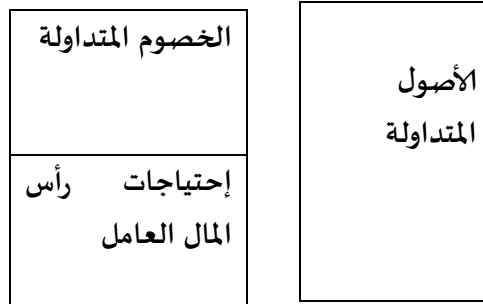 الأصول
المتداولة
الخصوم المتداولة
إحتياجات رأس
المال العامل